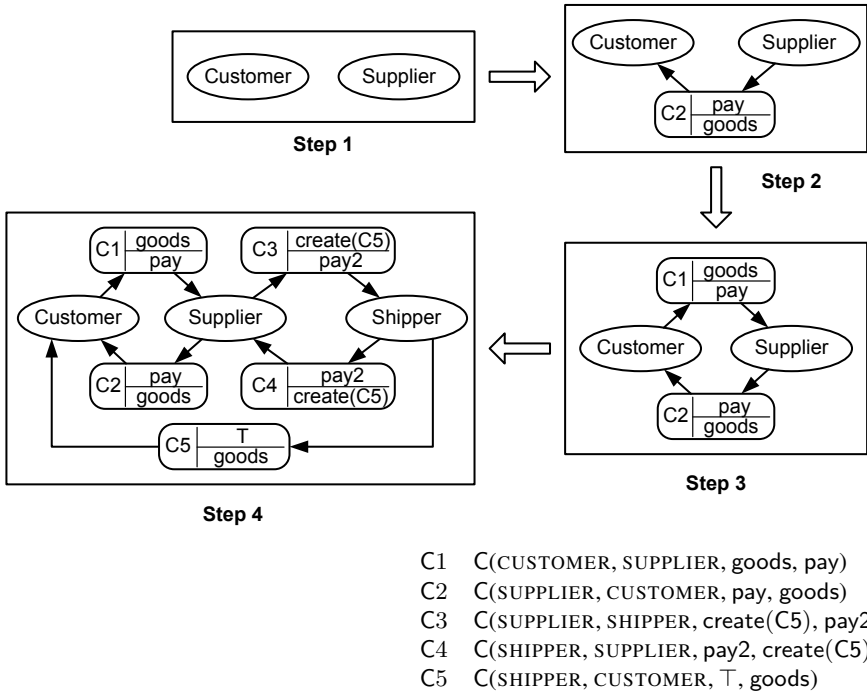 Customer
Supplier
Step 1
Customer
Supplier
C2
pay
goods
Step 2
C1
goods
pay
Customer
Supplier
C2
pay
goods
Step 3
C1
goods
pay
C3
create(C5)
pay2
Customer
Supplier
Shipper
C2
pay
goods
C4
pay2
create(C5)
C5
T
goods
Step 4
C1 C(CUSTOMER, SUPPLIER, goods, pay)
C2 C(SUPPLIER, CUSTOMER, pay, goods)
C3 C(SUPPLIER, SHIPPER, create(C5), pay2
C4 C(SHIPPER, SUPPLIER, pay2, create(C5)
C5 C(SHIPPER, CUSTOMER, ⊤, goods)